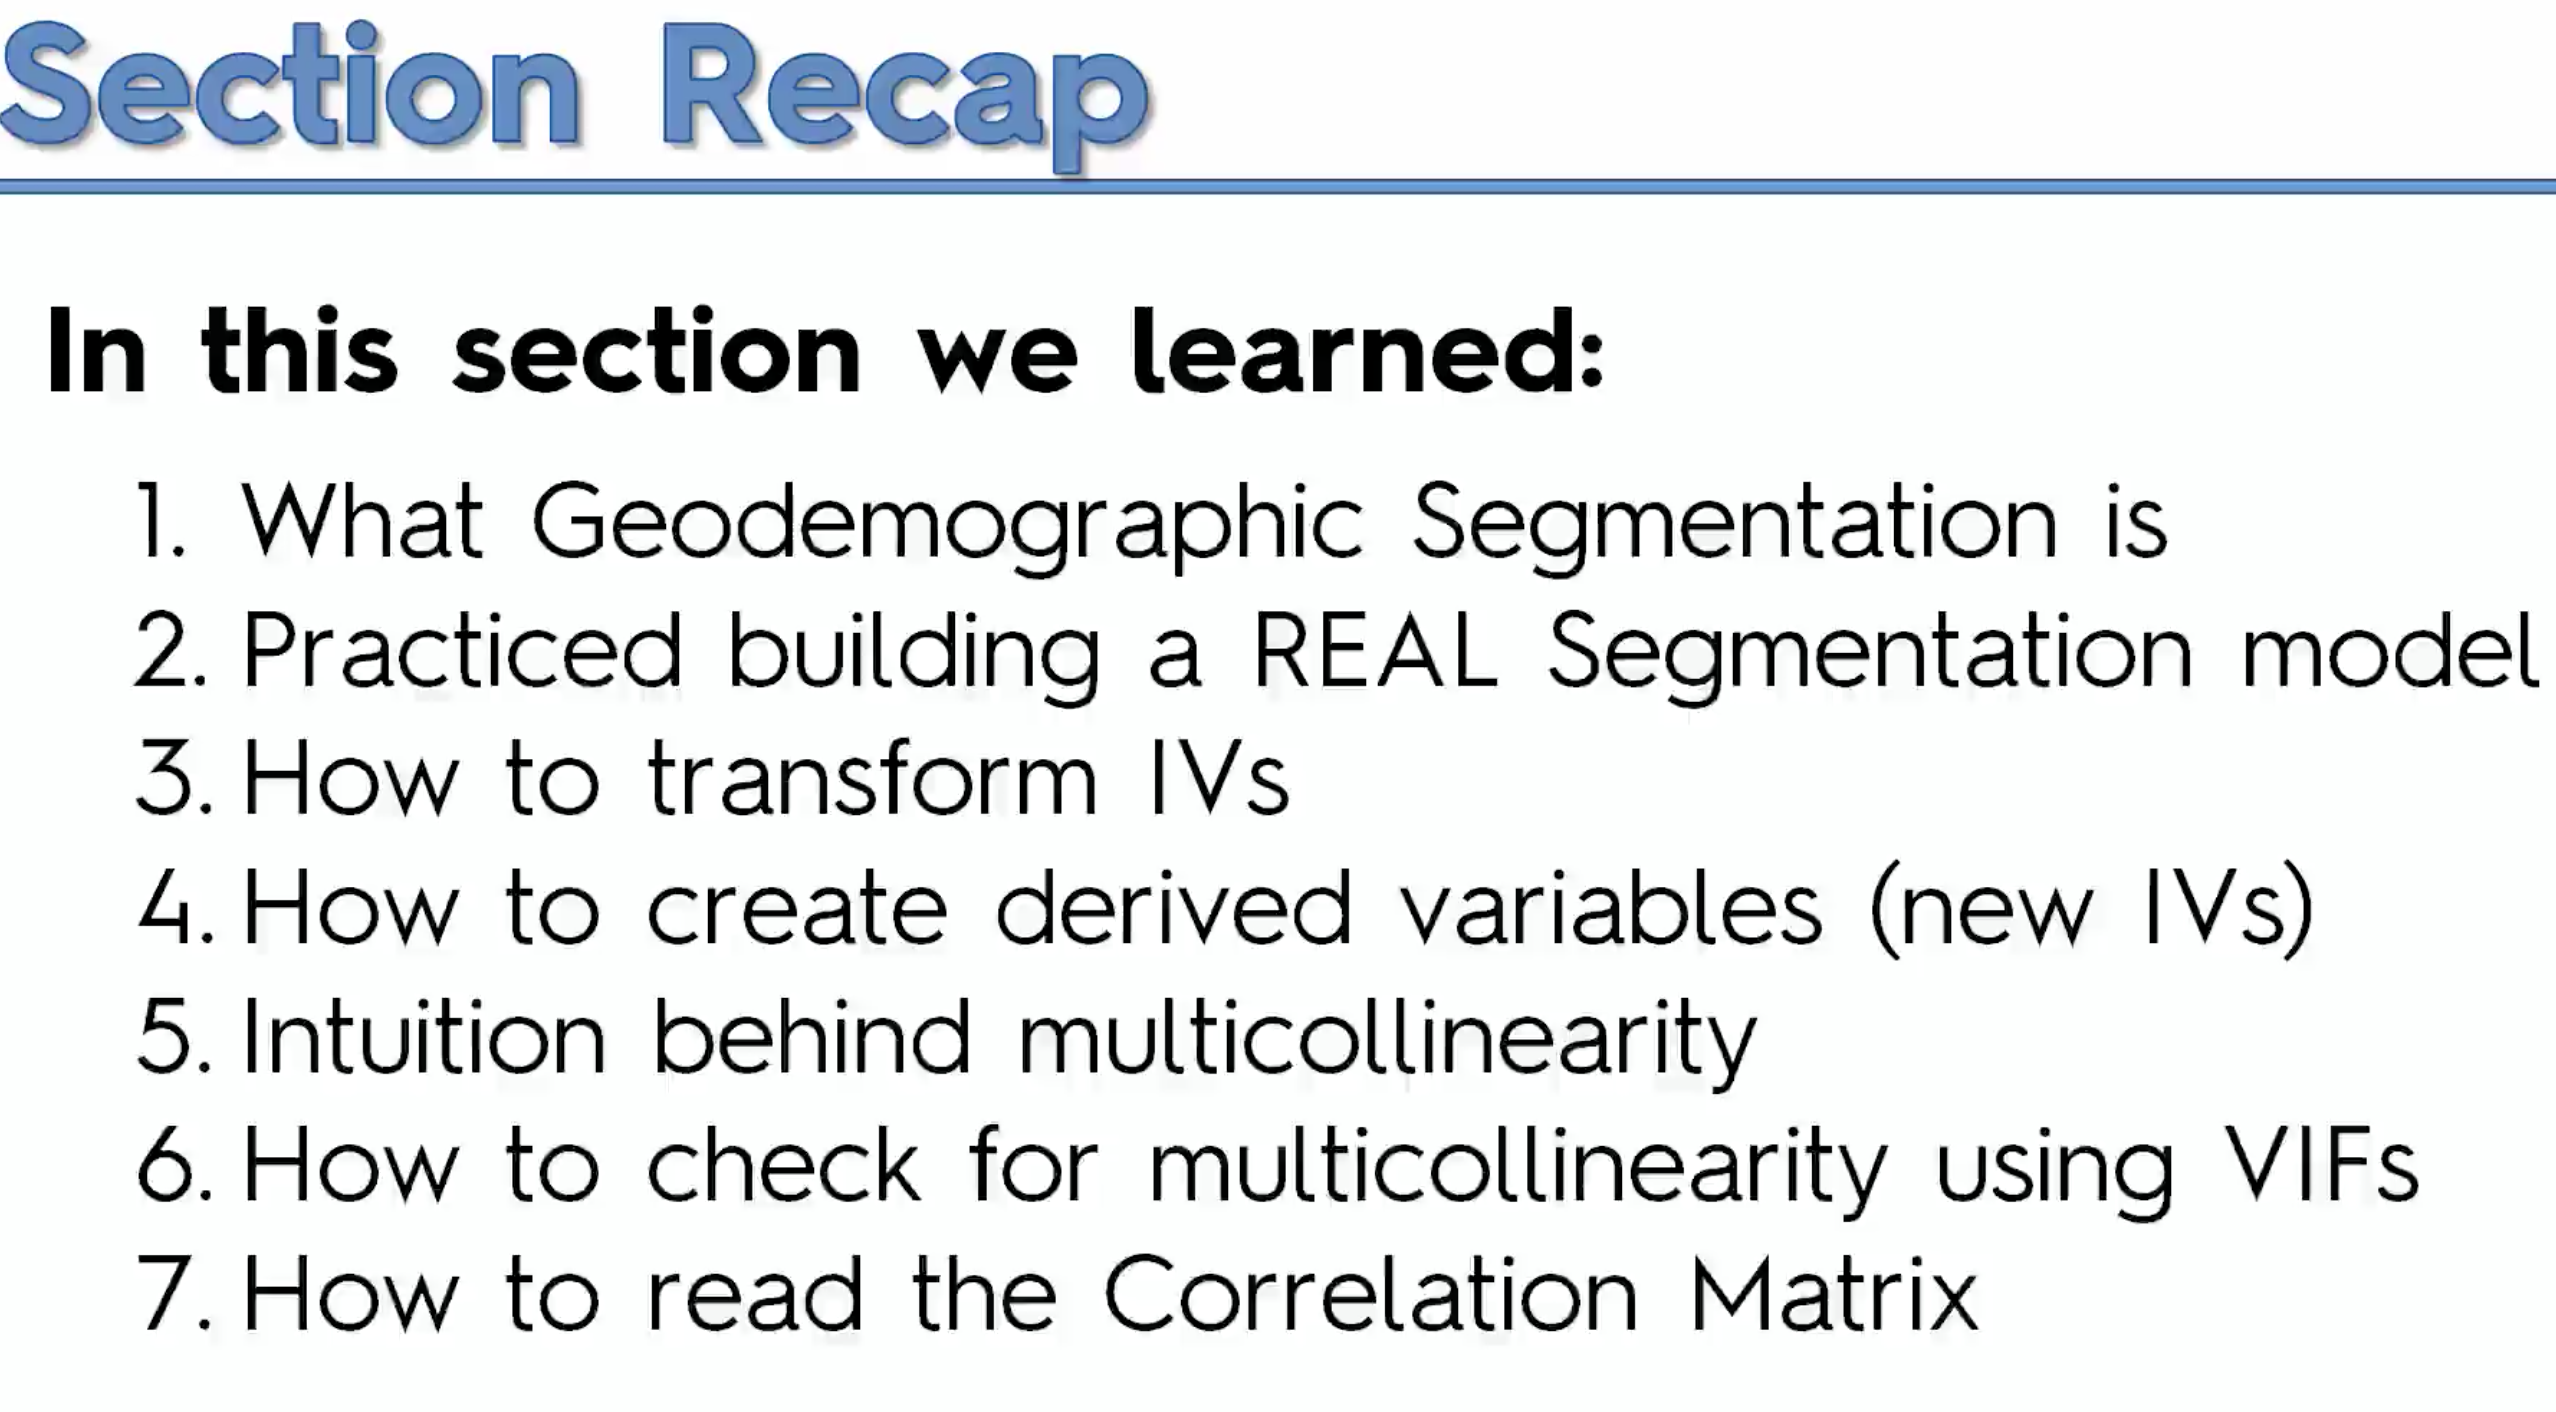 Section Recap
In this section we learned:
1. What Geodemographic Segmentation is
2. Practiced building a REAL Segmentation model
3. How to transform IVs
4. How to create derived variables (new IVs)
5. Intuition behind multicollinearity
6. How to check for multicollinearity using VIFs
7. How to read the Correlation Matrix